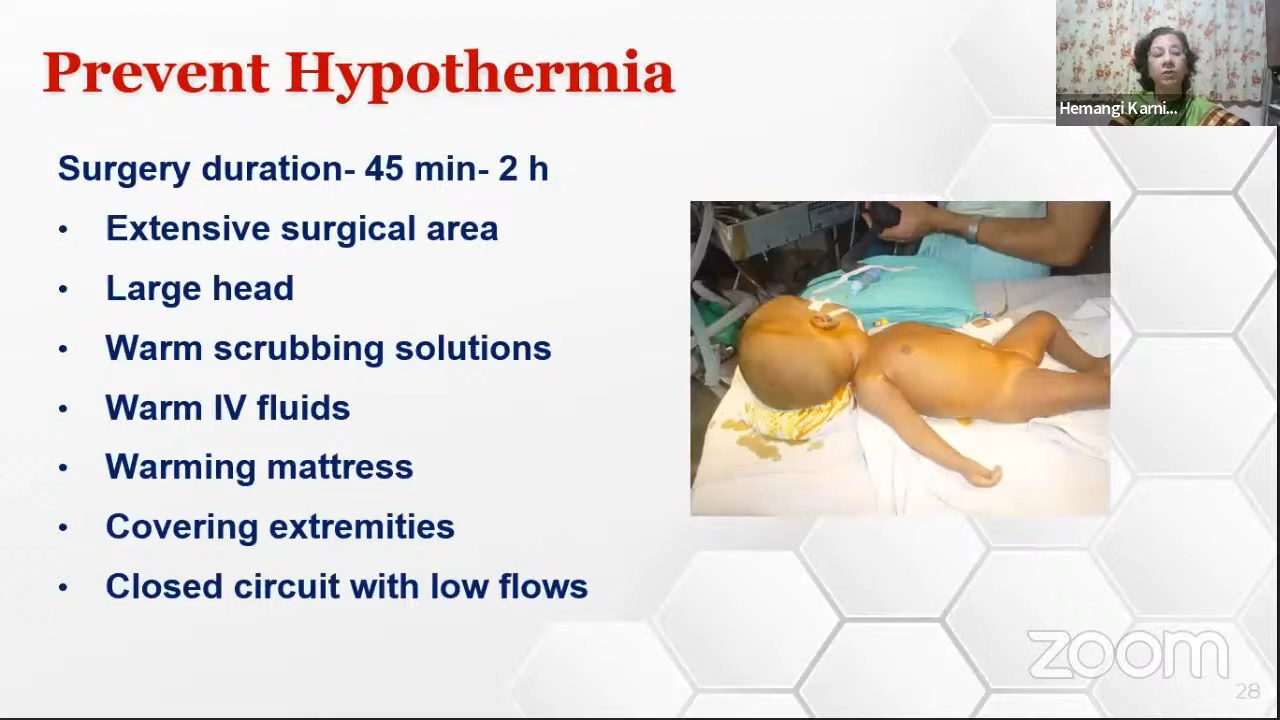 Prevent Hypothermia
Hemangi Karni...
Surgery duration- 45 min- 2 h
• Extensive surgical area
• Large head
• Warm scrubbing solutions
• Warm IV fluids
• Warming mattress
• Covering extremities
• Closed circuit with low flows
zoom
28